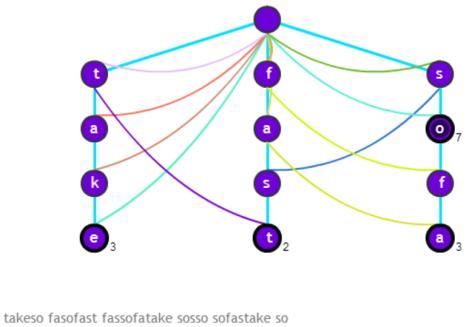 t f s
a a o 7
k s f
e 3 t 2 a 3
takeso fasofast fassofatake sosso sofastake so